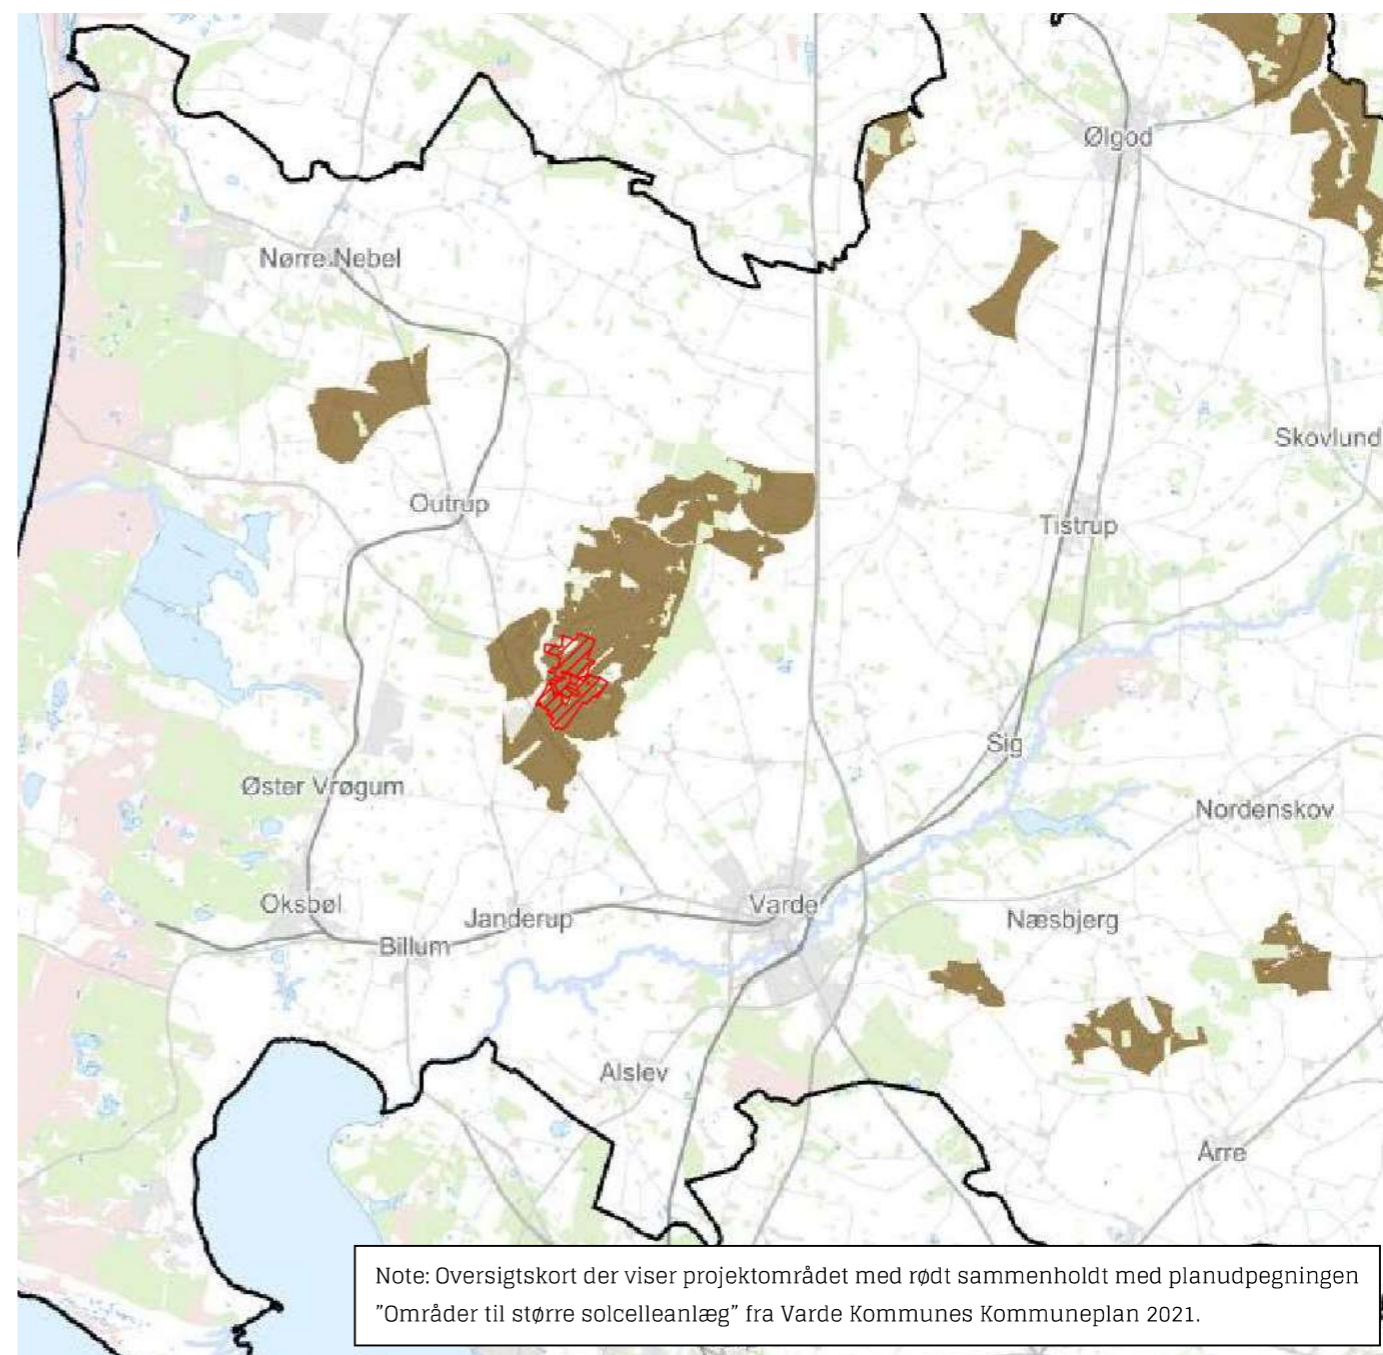 Ølgod
Nørre Nebel
Skovlund
Outrup
Tistrup
Sig
Øster Vrøgum
Nordenskov
Oksbøl
Janderup
Varde
Næsbjerg
Billum
Alslev
Årre
Note: Oversigtskort der viser projektområdet med rødt sammenholdt med planudpegningen
”Områder til større solcelleanlæg” fra Varde Kommunes Kommuneplan 2021.